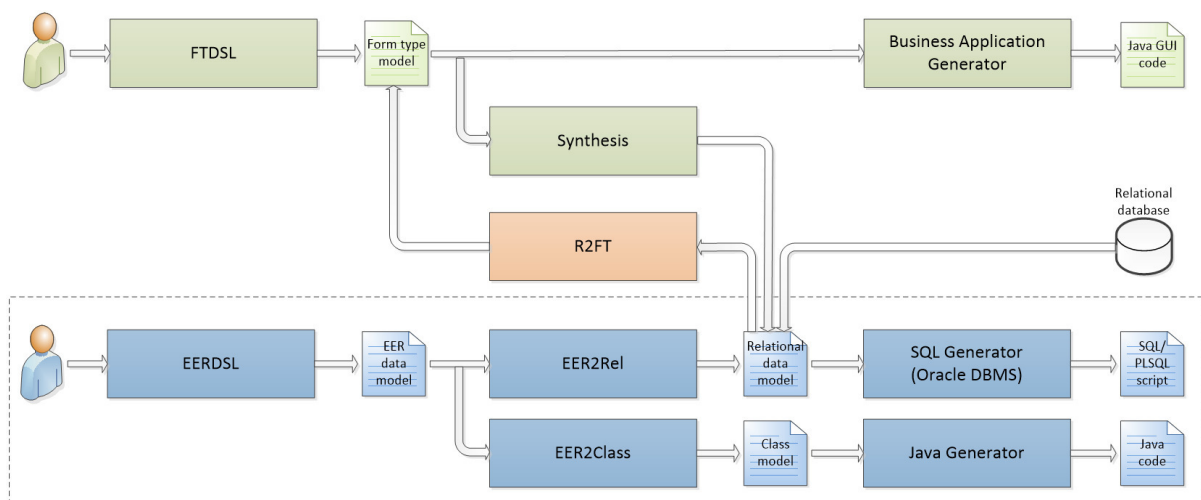 FTDSL
Form type
model
Business Application
Generator
Java GUI
code
Synthesis
Relational
database
R2FT
EERDSL
EER
data
model
EER2Rel
Relational
data
model
SQL Generator
(Oracle DBMS)
SQL/
PLSQL
script
EER2Class
Class
model
Java Generator
Java
code